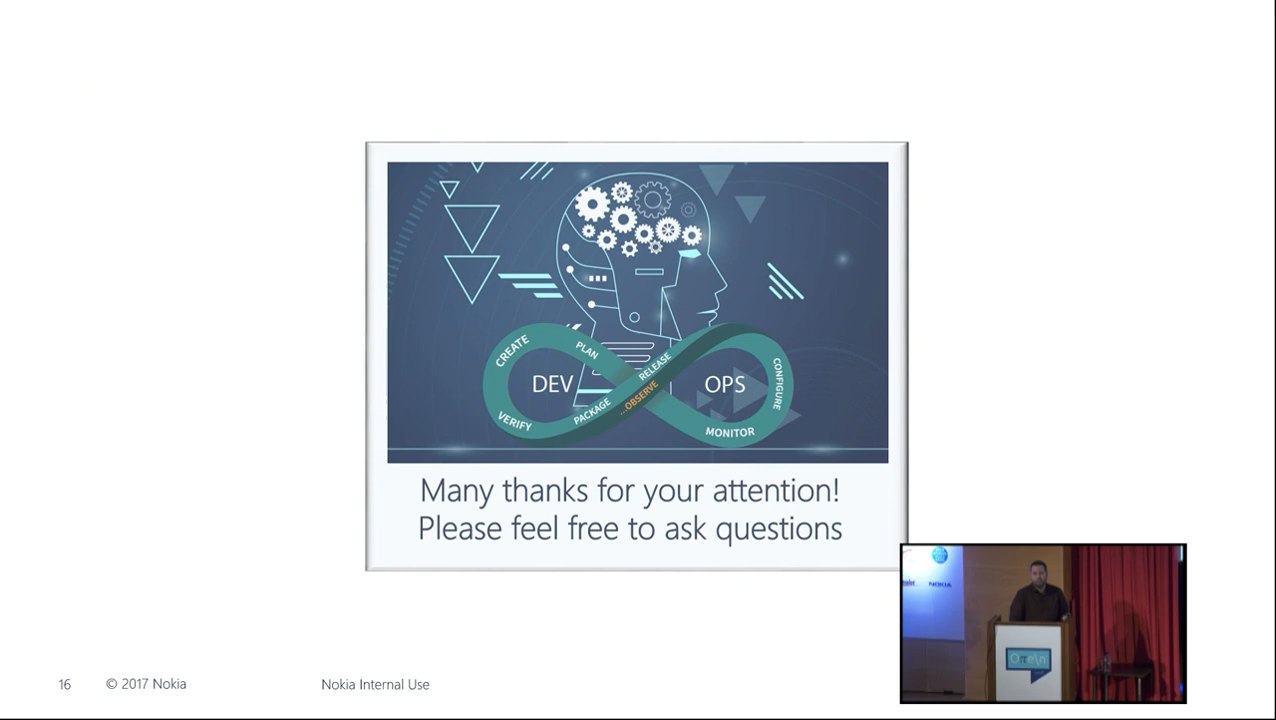 CREATE
PLAN
RELEASE
CONFIGURE
DEV
OPS
...OBSERVE
VERIFY
PACKAGE
MONITOR
Many thanks for your attention!
Please feel free to ask questions
NOKIA
16
© 2017 Nokia
Nokia Internal Use